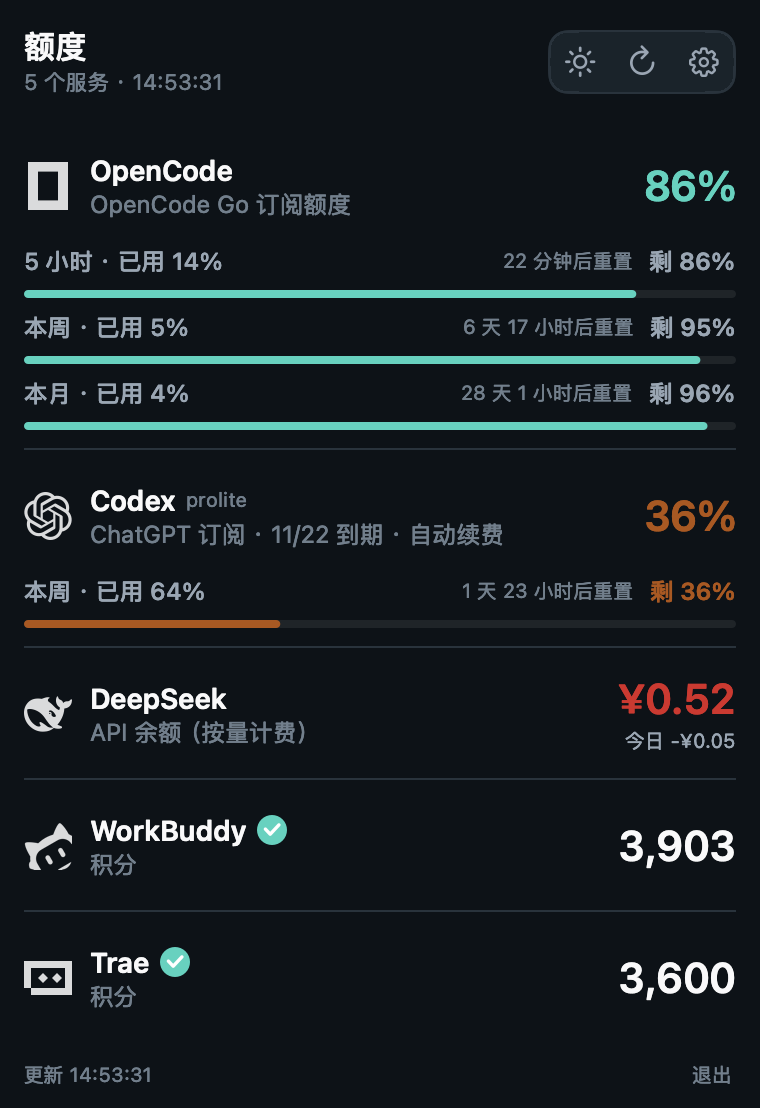 额度
5 个服务 · 14:53:31
OpenCode
OpenCode Go 订阅额度
86%
5 小时 · 已用 14% 22 分钟后重置 剩 86%
本周 · 已用 5% 6 天 17 小时后重置 剩 95%
本月 · 已用 4% 28 天 1 小时后重置 剩 96%
Codex prolite
ChatGPT 订阅 · 11/22 到期 · 自动续费
36%
本周 · 已用 64% 1 天 23 小时后重置 剩 36%
DeepSeek
API 余额（按量计费）
¥0.52
今日 -¥0.05
WorkBuddy
积分
3,903
Trae
积分
3,600
更新 14:53:31 退出